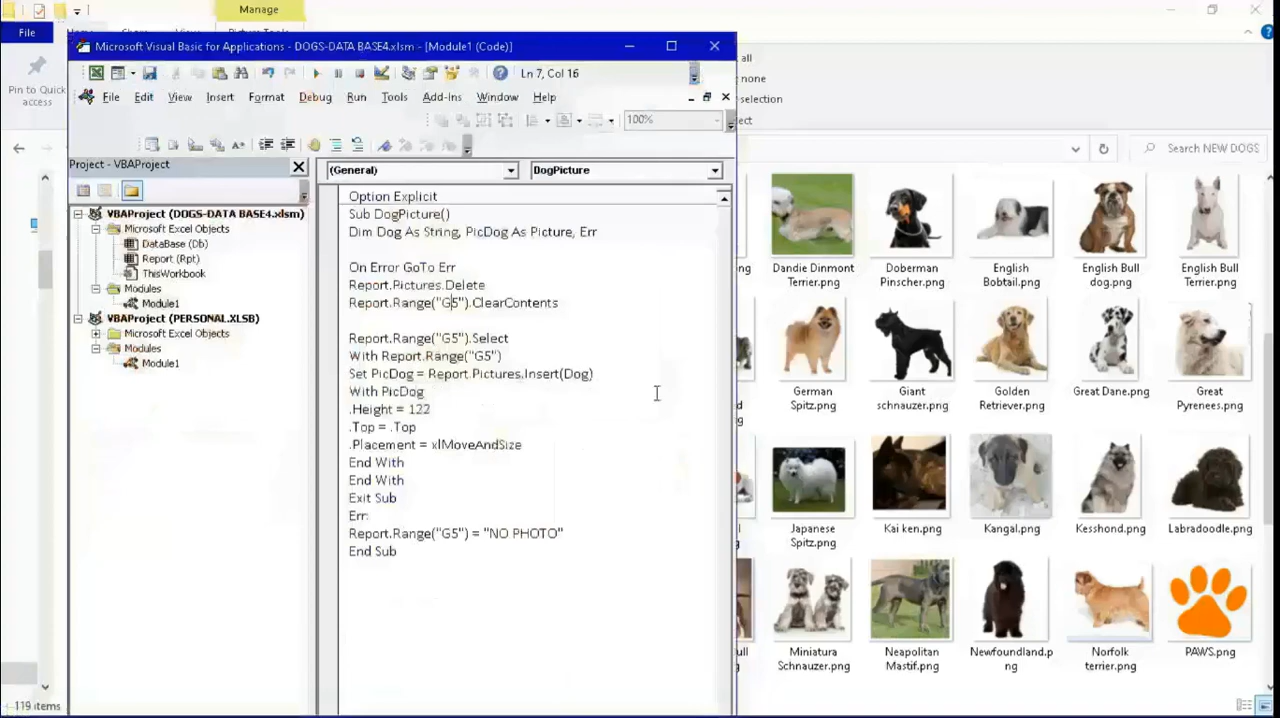 Manage
File
Pin to Quick
access
119 items
Microsoft Visual Basic for Applications - DOGS-DATA BASE4.xlsm - [Module1 (Code)]
Ln 7, Col 16
File Edit View Insert Format Debug Run Tools Add-Ins Window Help
100%
Project - VBAProject
VBAProject (DOGS-DATA BASE4.xlsm)
Microsoft Excel Objects
DataBase (Db)
Report (Rpt)
ThisWorkbook
Modules
Module1
VBAProject (PERSONAL.XLSB)
Microsoft Excel Objects
Modules
Module1
(General)
DogPicture
Option Explicit
Sub DogPicture()
Dim Dog As String, PicDog As Picture, Err
On Error GoTo Err
Report.Pictures.Delete
Report.Range("G5").ClearContents
Report.Range("G5").Select
With Report.Range("G5")
Set PicDog = Report.Pictures.Insert(Dog)
With PicDog
.Height = 122
.Top = .Top
.Placement = xlMoveAndSize
End With
End With
Exit Sub
Err:
Report.Range("G5") = "NO PHOTO"
End Sub
all
none
selection
Search NEW DOGS
Dandie Dinmont
Terrier.png
Doberman
Pinscher.png
English
Bobtail.png
English Bull
dog.png
English Bull
Terrier.png
German
Spitz.png
Giant
schnauzer.png
Golden
Retriever.png
Great Dane.png
Great
Pyrenees.png
Japanese
Spitz.png
Kai ken.png
Kangal.png
Kesshond.png
Labradoodle.png
Miniatura
Schnauzer.png
Neapolitan
Mastif.png
Newfoundland.p
ng
Norfolk
terrier.png
PAWS.png